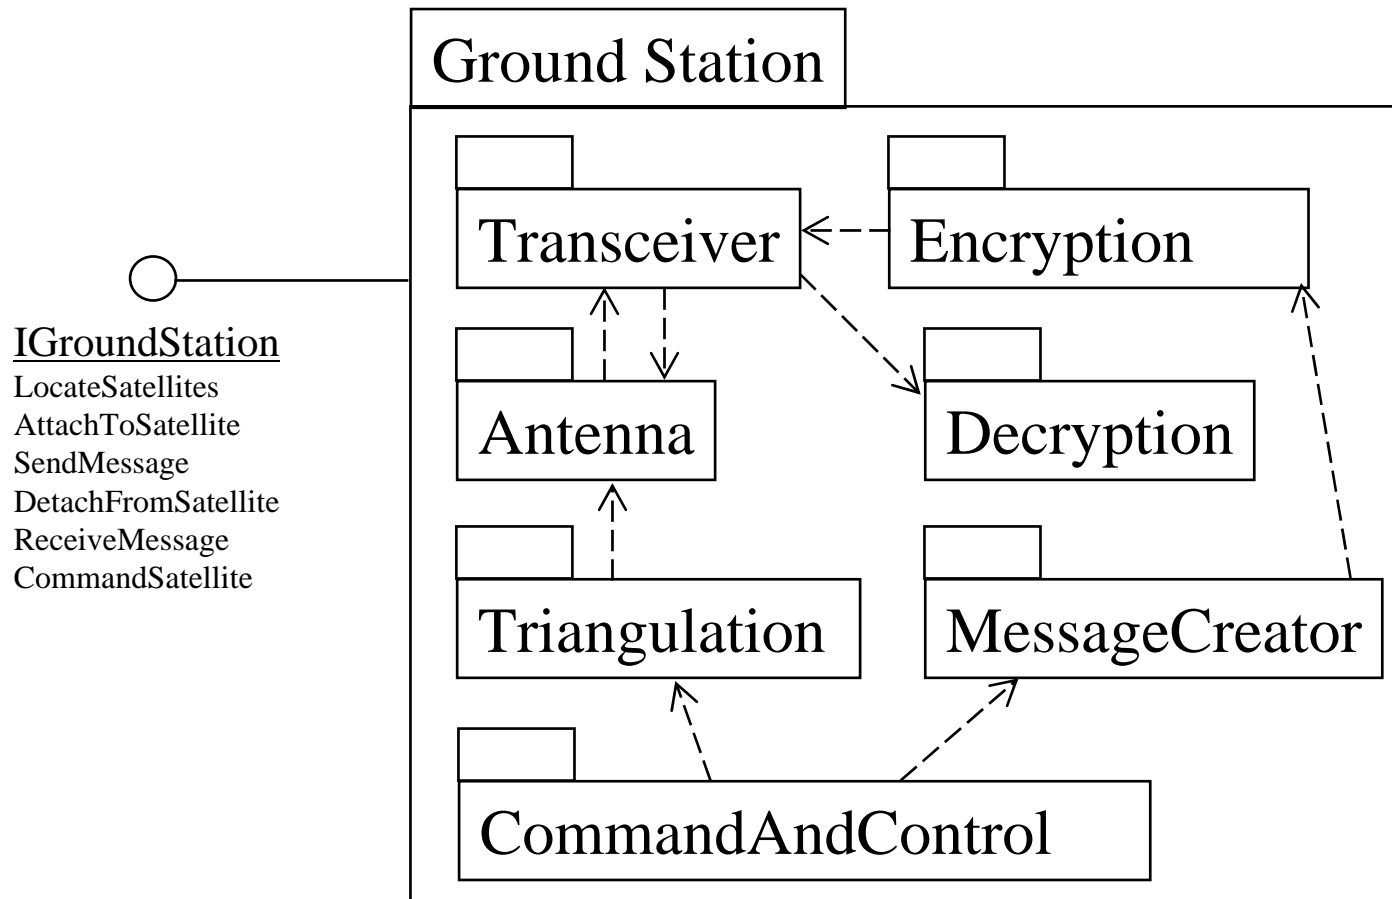 Ground Station
Transceiver
Encryption
IGroundStation
LocateSatellites
AttachToSatellite
SendMessage
DetachFromSatellite
ReceiveMessage
CommandSatellite
Antenna
Decryption
Triangulation
MessageCreator
CommandAndControl